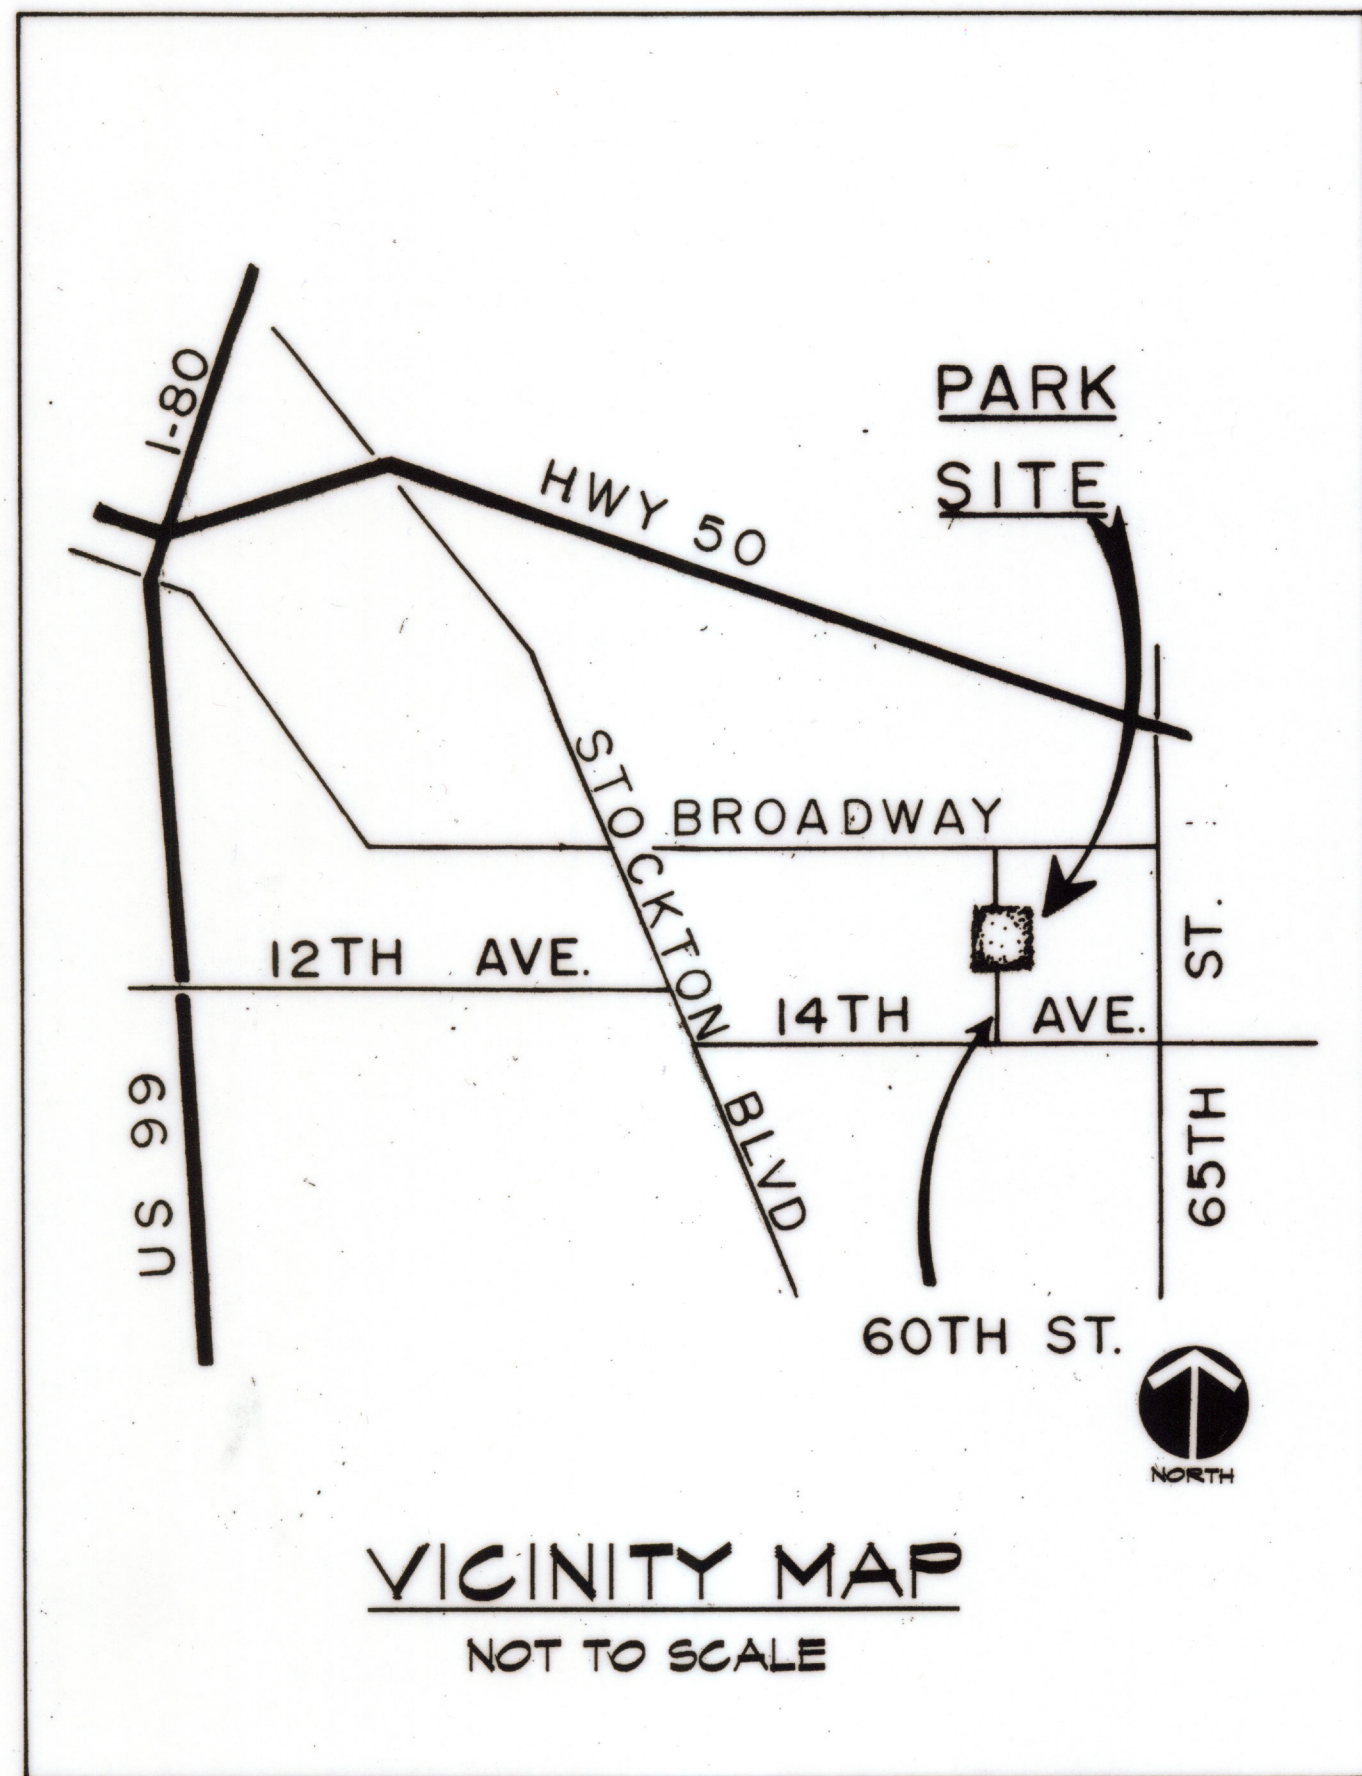 PARK
SITE
I-80
HWY 50
STOCKTON BLVD
BROADWAY
12TH AVE.
14TH AVE.
65TH ST.
US 99
60TH ST.
NORTH
VICINITY MAP
NOT TO SCALE